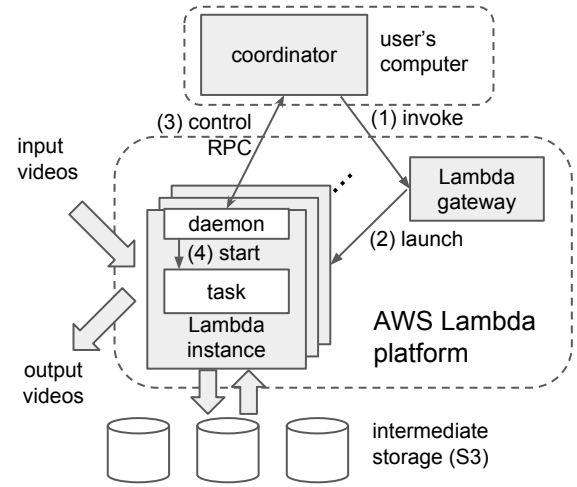 coordinator
user's
computer
(3) control
RPC
(1) invoke
input
videos
Lambda
gateway
daemon
(2) launch
(4) start
task
Lambda
instance
AWS Lambda
platform
output
videos
intermediate
storage (S3)